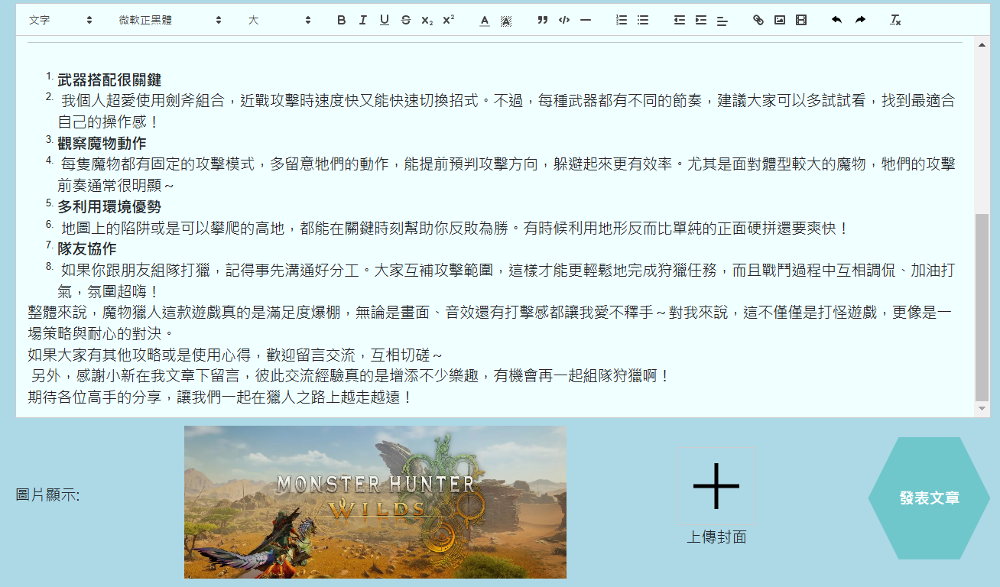 文字 微軟正黑體 大 B I U S X₂ X² A A
1. 武器搭配很關鍵
2. 我個人超愛使用劍斧組合，近戰攻擊時速度快又能快速切換招式。不過，每種武器都有不同的節奏，建議大家可以多試試看，找到最適合
自己的操作感！
3. 觀察魔物動作
4. 每隻魔物都有固定的攻擊模式，多留意牠們的動作，能提前預判攻擊方向，躲避起來更有效率。尤其是面對體型較大的魔物，牠們的攻擊
前奏通常很明顯～
5. 多利用環境優勢
6. 地圖上的陷阱或是可以攀爬的高地，都能在關鍵時刻幫助你反敗為勝。有時候利用地形反而比單純的正面硬拼還要爽快！
7. 隊友協作
8. 如果你跟朋友組隊打獵，記得事先溝通好分工。大家互補攻擊範圍，這樣才能更輕鬆地完成狩獵任務，而且戰鬥過程中互相調侃、加油打
氣，氛圍超嗨！
整體來說，魔物獵人這款遊戲真的是滿足度爆棚，無論是畫面、音效還有打擊感都讓我愛不釋手～對我來說，這不僅僅是打怪遊戲，更像是一
場策略與耐心的對決。
如果大家有其他攻略或是使用心得，歡迎留言交流，互相切磋～
另外，感謝小新在我文章下留言，彼此交流經驗真的是增添不少樂趣，有機會再一起組隊狩獵啊！
期待各位高手的分享，讓我們一起在獵人之路上越走越遠！
圖片顯示:
MONSTER HUNTER
WILDS
上傳封面
發表文章